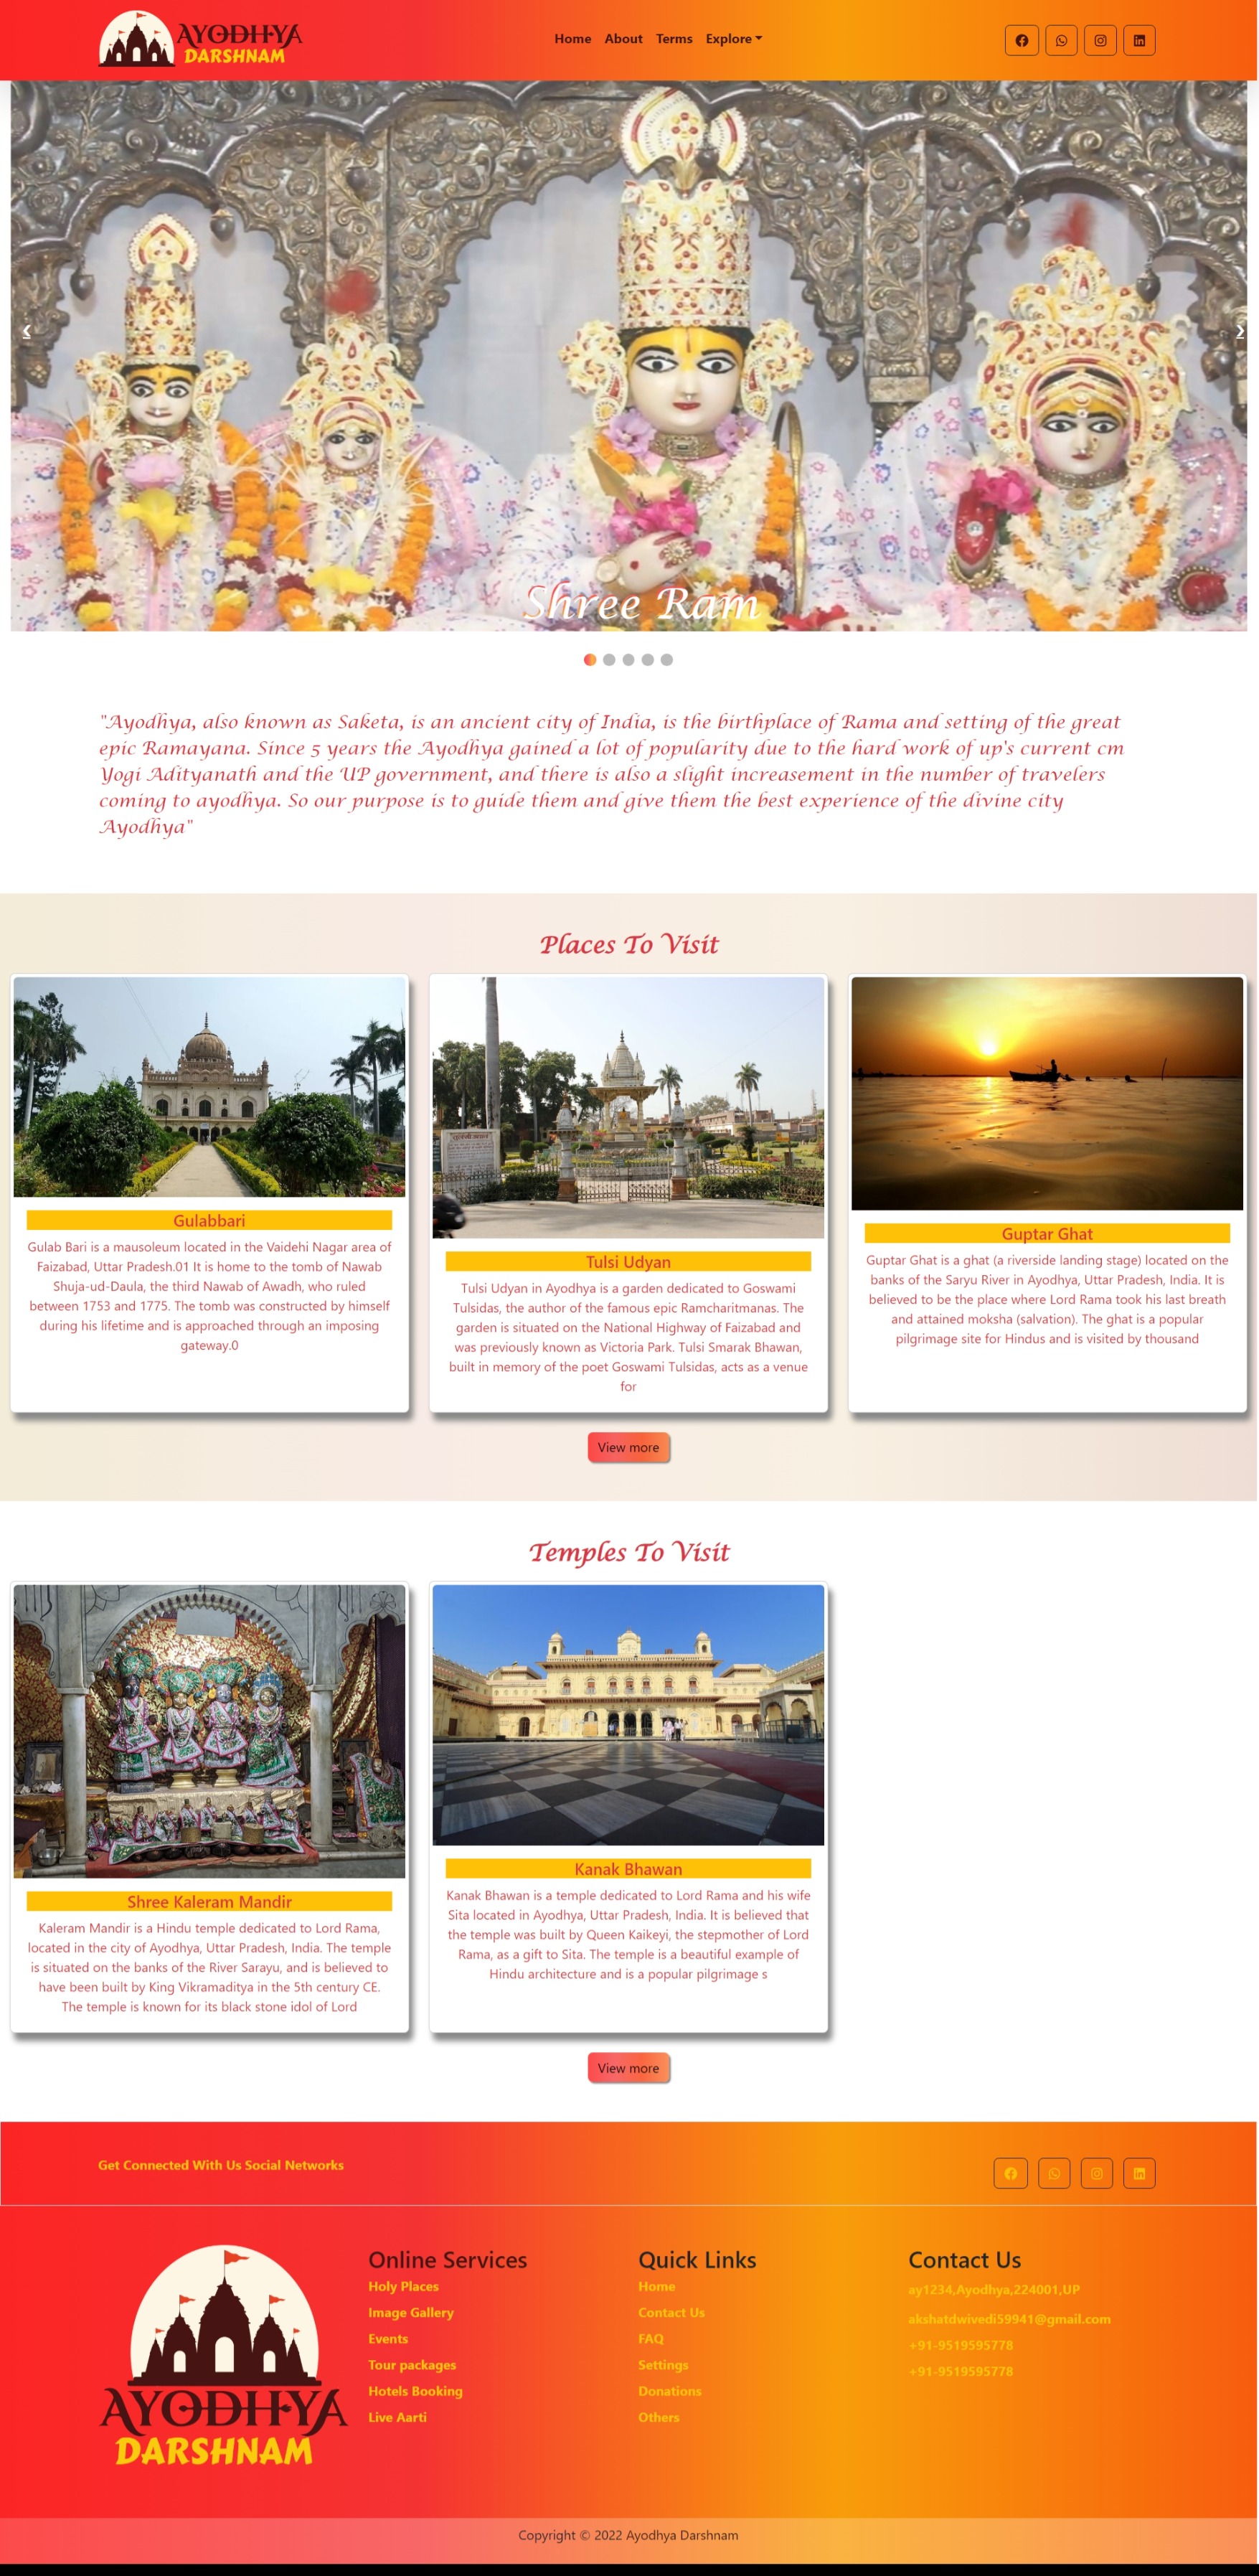 AYODHYA
DARSHNAM
Home About Terms Explore
Shree Ram
"Ayodhya, also known as Saketa, is an ancient city of India, is the birthplace of Rama and setting of the great
epic Ramayana. Since 5 years the Ayodhya gained a lot of popularity due to the hard work of up's current cm
Yogi Adityanath and the UP government, and there is also a slight increasement in the number of travelers
coming to ayodhya. So our purpose is to guide them and give them the best experience of the divine city
Ayodhya"
Places To Visit
Gulabbari
Gulab Bari is a mausoleum located in the Vaidehi Nagar area of
Faizabad, Uttar Pradesh.01 It is home to the tomb of Nawab
Shuja-ud-Daula, the third Nawab of Awadh, who ruled
between 1753 and 1775. The tomb was constructed by himself
during his lifetime and is approached through an imposing
gateway.0
Tulsi Udyan
Tulsi Udyan in Ayodhya is a garden dedicated to Goswami
Tulsidas, the author of the famous epic Ramcharitmanas. The
garden is situated on the National Highway of Faizabad and
was previously known as Victoria Park. Tulsi Smarak Bhawan,
built in memory of the poet Goswami Tulsidas, acts as a venue
for
Guptar Ghat
Guptar Ghat is a ghat (a riverside landing stage) located on the
banks of the Saryu River in Ayodhya, Uttar Pradesh, India. It is
believed to be the place where Lord Rama took his last breath
and attained moksha (salvation). The ghat is a popular
pilgrimage site for Hindus and is visited by thousand
View more
Temples To Visit
Shree Kaleram Mandir
Kaleram Mandir is a Hindu temple dedicated to Lord Rama,
located in the city of Ayodhya, Uttar Pradesh, India. The temple
is situated on the banks of the River Sarayu, and is believed to
have been built by King Vikramaditya in the 5th century CE.
The temple is known for its black stone idol of Lord
Kanak Bhawan
Kanak Bhawan is a temple dedicated to Lord Rama and his wife
Sita located in Ayodhya, Uttar Pradesh, India. It is believed that
the temple was built by Queen Kaikeyi, the stepmother of Lord
Rama, as a gift to Sita. The temple is a beautiful example of
Hindu architecture and is a popular pilgrimage s
View more
Get Connected With Us Social Networks
AYODHYA
DARSHNAM
Online Services
Holy Places
Image Gallery
Events
Tour packages
Hotels Booking
Live Aarti
Quick Links
Home
Contact Us
FAQ
Settings
Donations
Others
Contact Us
ay1234,Ayodhya,224001,UP
akshatdwivedi59941@gmail.com
+91-9519595778
+91-9519595778
Copyright © 2022 Ayodhya Darshnam